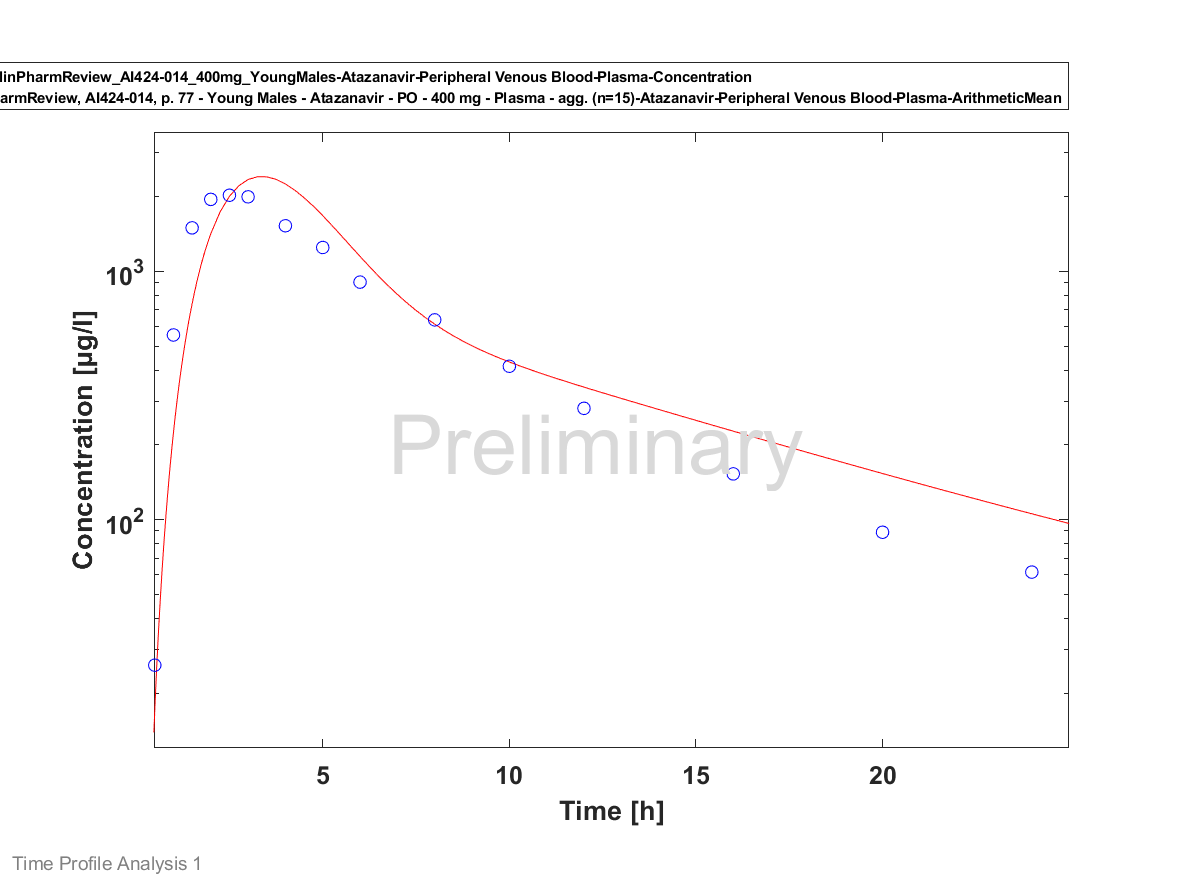 linPharmReview_AI424-014_400mg_YoungMales-Atazanavir-Peripheral Venous Blood-Plasma-Concentration
armReview, AI424-014, p. 77 - Young Males - Atazanavir - PO - 400 mg - Plasma - agg. (n=15)-Atazanavir-Peripheral Venous Blood-Plasma-ArithmeticMean
10³
10²
Concentration [µg/l]
Preliminary
5 10 15 20
Time [h]
Time Profile Analysis 1